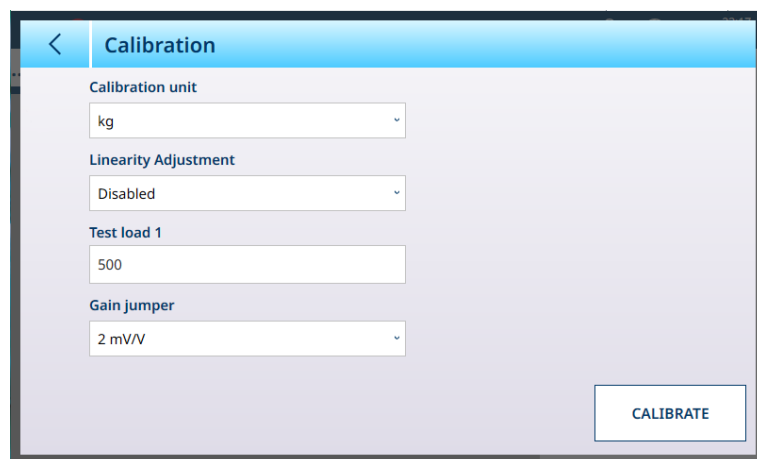 Calibration
Calibration unit
kg
Linearity Adjustment
Disabled
Test load 1
500
Gain jumper
2 mV/V
CALIBRATE